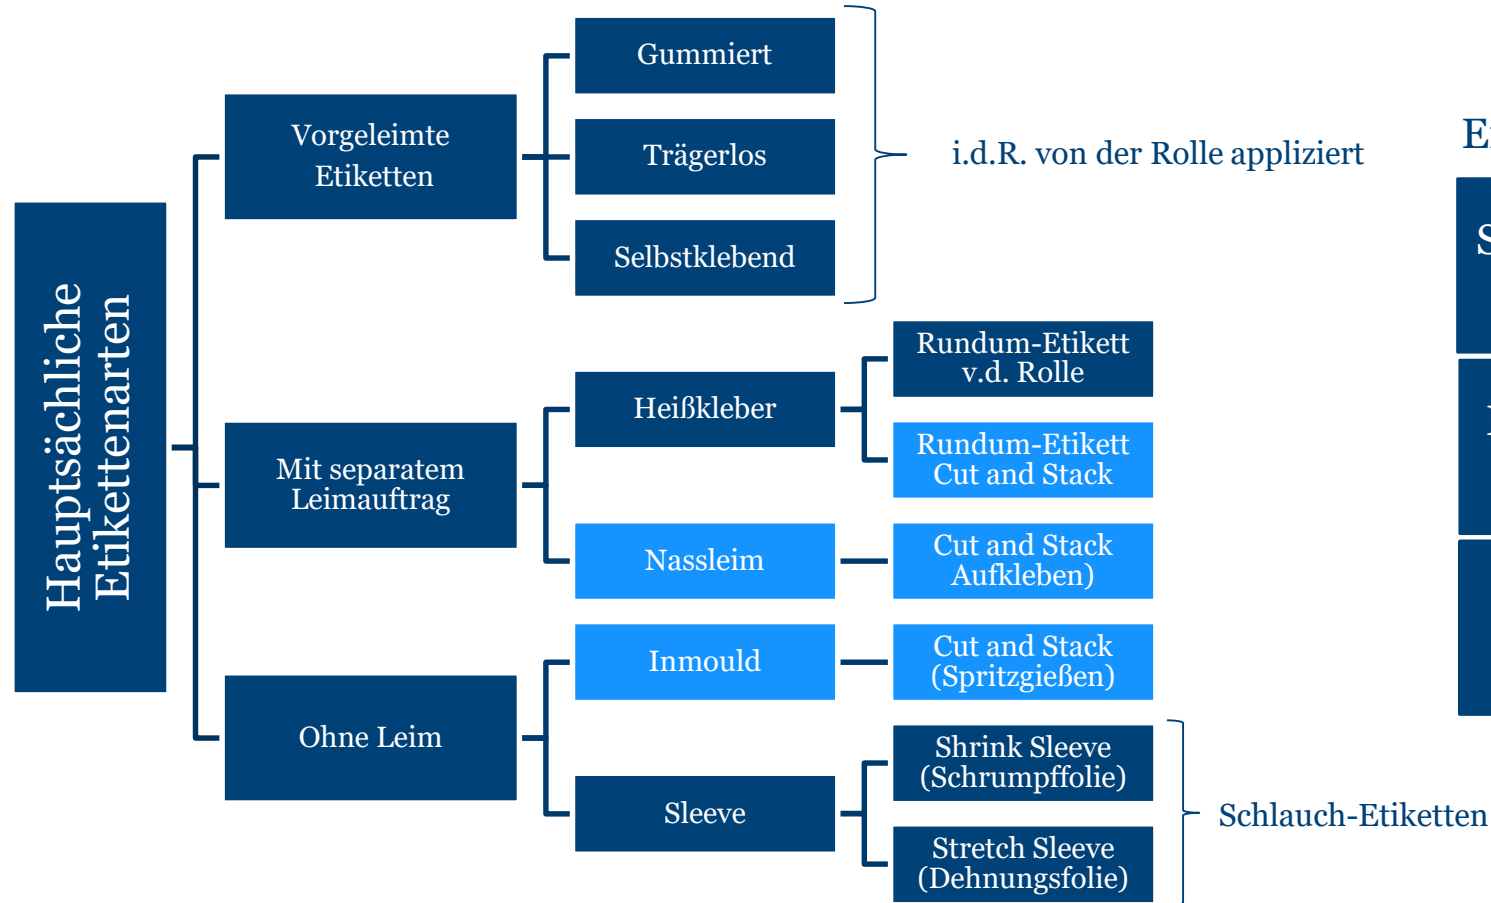 Hauptsächliche
Etikettenarten
Vorgeleimte
Etiketten
Gummiert
Trägerlos
Selbstklebend
i.d.R. von der Rolle appliziert
Mit separatem
Leimauftrag
Heißkleber
Rundum-Etikett
v.d. Rolle
Rundum-Etikett
Cut and Stack
Nassleim
Cut and Stack
Aufkleben)
Ohne Leim
Inmould
Cut and Stack
(Spritzgießen)
Sleeve
Shrink Sleeve
(Schrumpffolie)
Stretch Sleeve
(Dehnungsfolie)
Schlauch-Etiketten